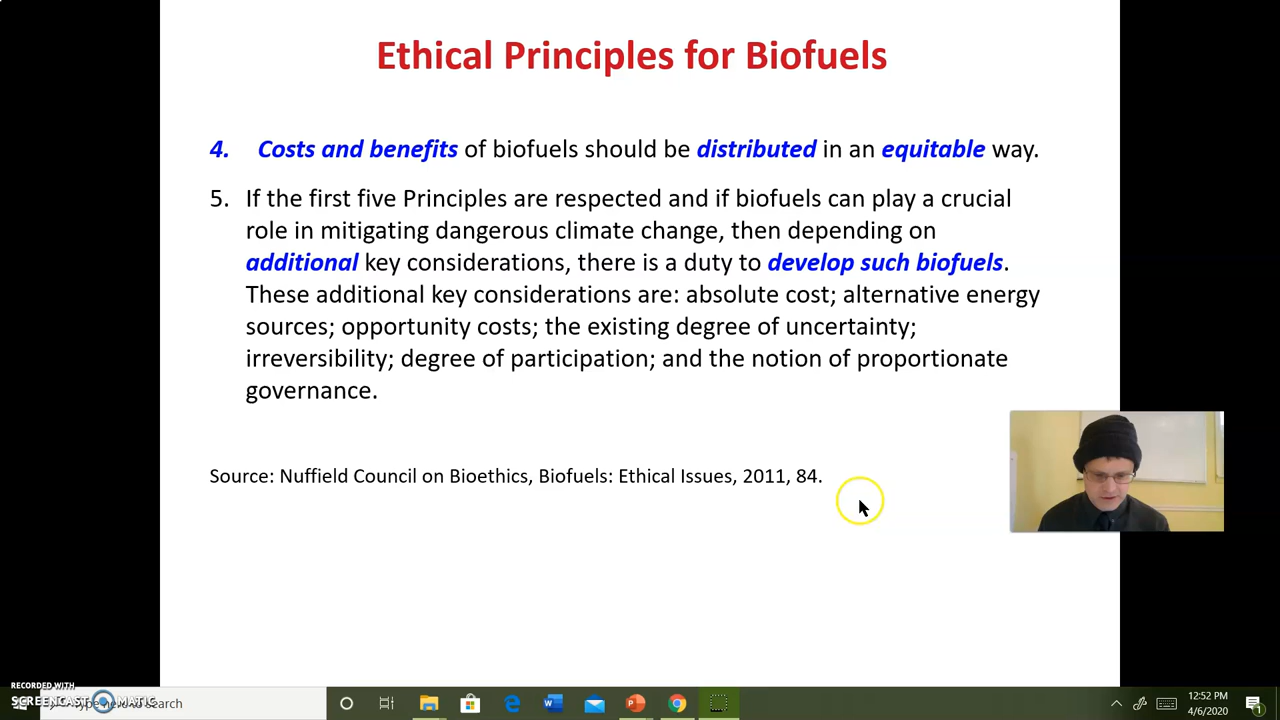 Ethical Principles for Biofuels
4. Costs and benefits of biofuels should be distributed in an equitable way.
5. If the first five Principles are respected and if biofuels can play a crucial
role in mitigating dangerous climate change, then depending on
additional key considerations, there is a duty to develop such biofuels.
These additional key considerations are: absolute cost; alternative energy
sources; opportunity costs; the existing degree of uncertainty;
irreversibility; degree of participation; and the notion of proportionate
governance.
Source: Nuffield Council on Bioethics, Biofuels: Ethical Issues, 2011, 84.
RECORDED WITH
SCREENCAST MATIC
search
12:52 PM
4/6/2020